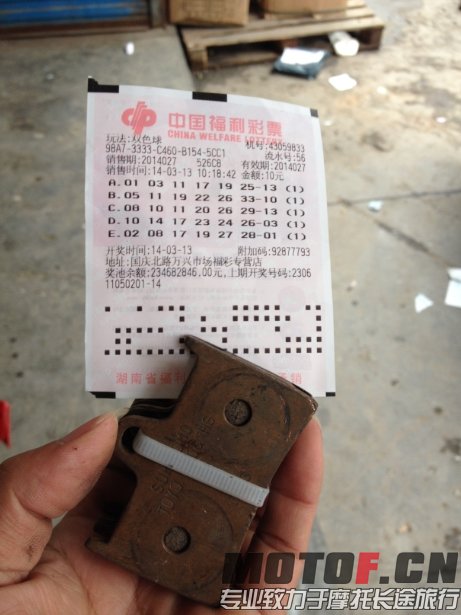 中国福利彩票
CHINA WELFARE LOTTERY
玩法:双色球 机号:43059833
98A7-3333-C460-B154-5CC1 流水号:56
销售期:2014027 526C8 有效期:2014027
销售时间:14-03-13 10:18:42 金额:10元
A.01 03 11 17 19 25-13 (1)
B.05 11 19 22 26 33-10 (1)
C.08 10 11 20 26 29-13 (1)
D.10 14 17 23 24 26-03 (1)
E.02 08 17 19 27 28-01 (1)
开奖时间:14-03-13 附加码:92877793
地址:国庆北路万兴市场福彩专营店
奖池余额:234682846.00元,上期开奖号码:2306
11050201-14
湖南省福利 销
MOTOF.CN
专业致力于摩托长途旅行